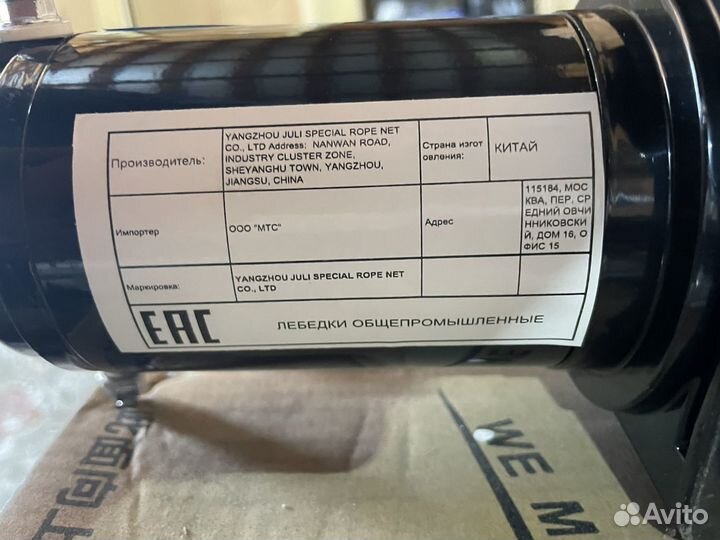 Производитель:
YANGZHOU JULI SPECIAL ROPE NET
CO., LTD Address: NANWAN ROAD,
INDUSTRY CLUSTER ZONE,
SHEYANGHU TOWN, YANGZHOU,
JIANGSU, CHINA
Страна изгот
овления:
КИТАЙ
Импортер
ООО "МТС"
Адрес
115184, МОС
КВА, ПЕР. СР
ЕДНИЙ ОВЧИ
ННИКОВСКИ
Й, ДОМ 16, О
ФИС 15
Маркировка:
YANGZHOU JULI SPECIAL ROPE NET
CO., LTD
EAC
ЛЕБЕДКИ ОБЩЕПРОМЫШЛЕННЫЕ
WE M
Avito